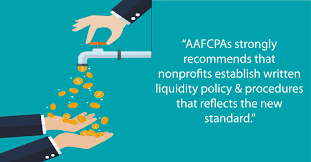 “AAFCPAs strongly
recommends that
nonprofits establish written
liquidity policy & procedures
that reflects the new
standard.”